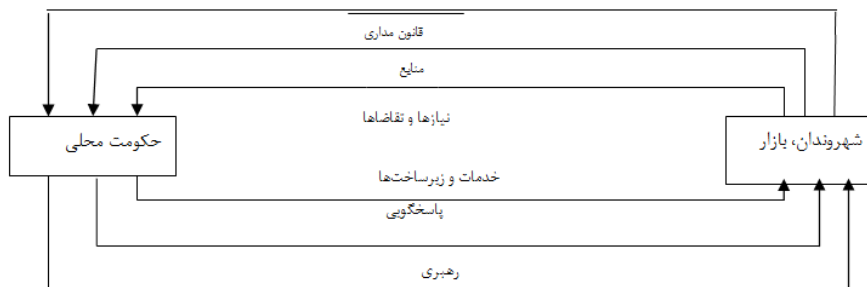 قانون مداری
منابع
نیازها و تقاضاها
حکومت محلی
شهروندان، بازار
خدمات و زیرساخت‌ها
پاسخگویی
رهبری